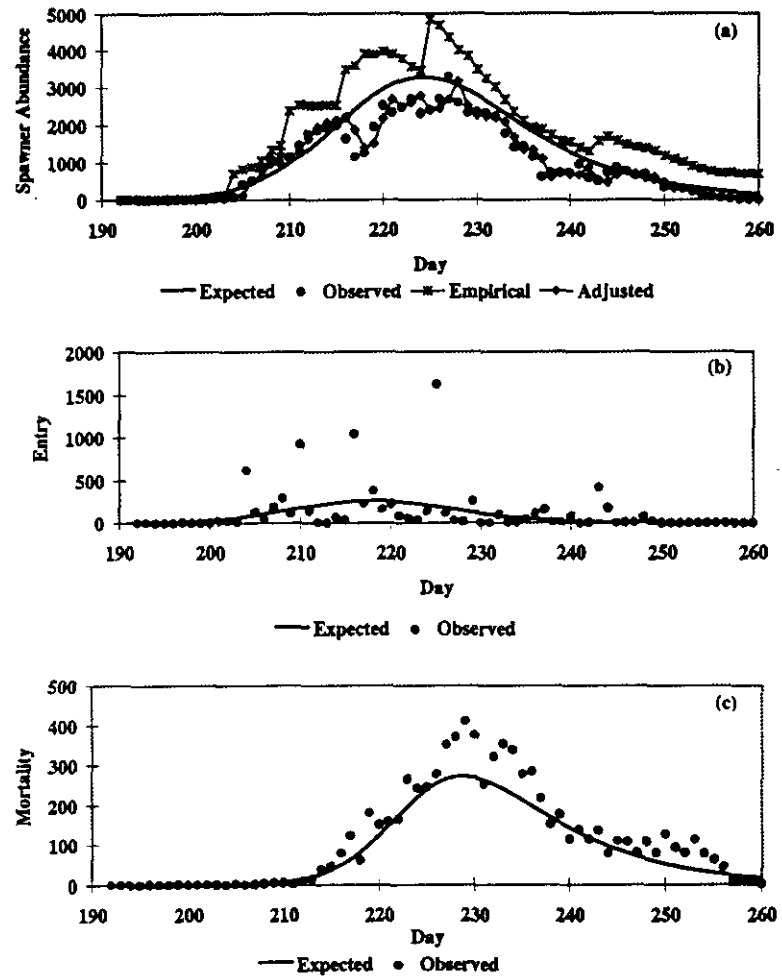 5000
(a)
4000
3000
2000
1000
0
Spawner Abundance
190 200 210 220 230 240 250 260
Day
Expected Observed Empirical Adjusted
2000
(b)
1500
1000
500
0
Entry
190 200 210 220 230 240 250 260
Day
Expected Observed
500
(c)
400
300
200
100
0
Mortality
190 200 210 220 230 240 250 260
Day
Expected Observed